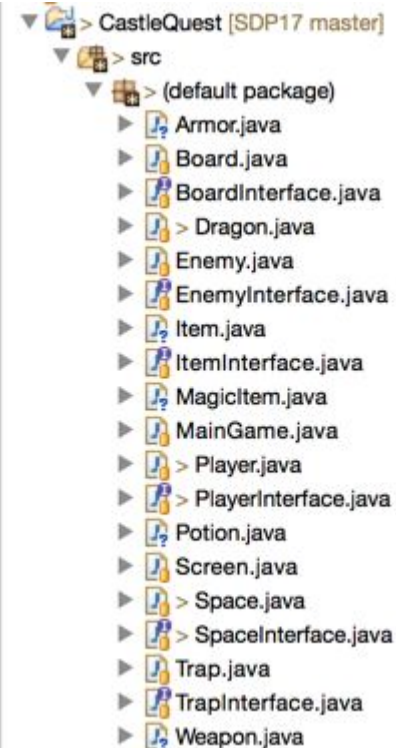 > CastleQuest [SDP17 master]
> src
> (default package)
Armor.java
Board.java
BoardInterface.java
> Dragon.java
Enemy.java
EnemyInterface.java
Item.java
ItemInterface.java
MagicItem.java
MainGame.java
> Player.java
> PlayerInterface.java
Potion.java
Screen.java
> Space.java
> SpaceInterface.java
Trap.java
TrapInterface.java
Weapon.java